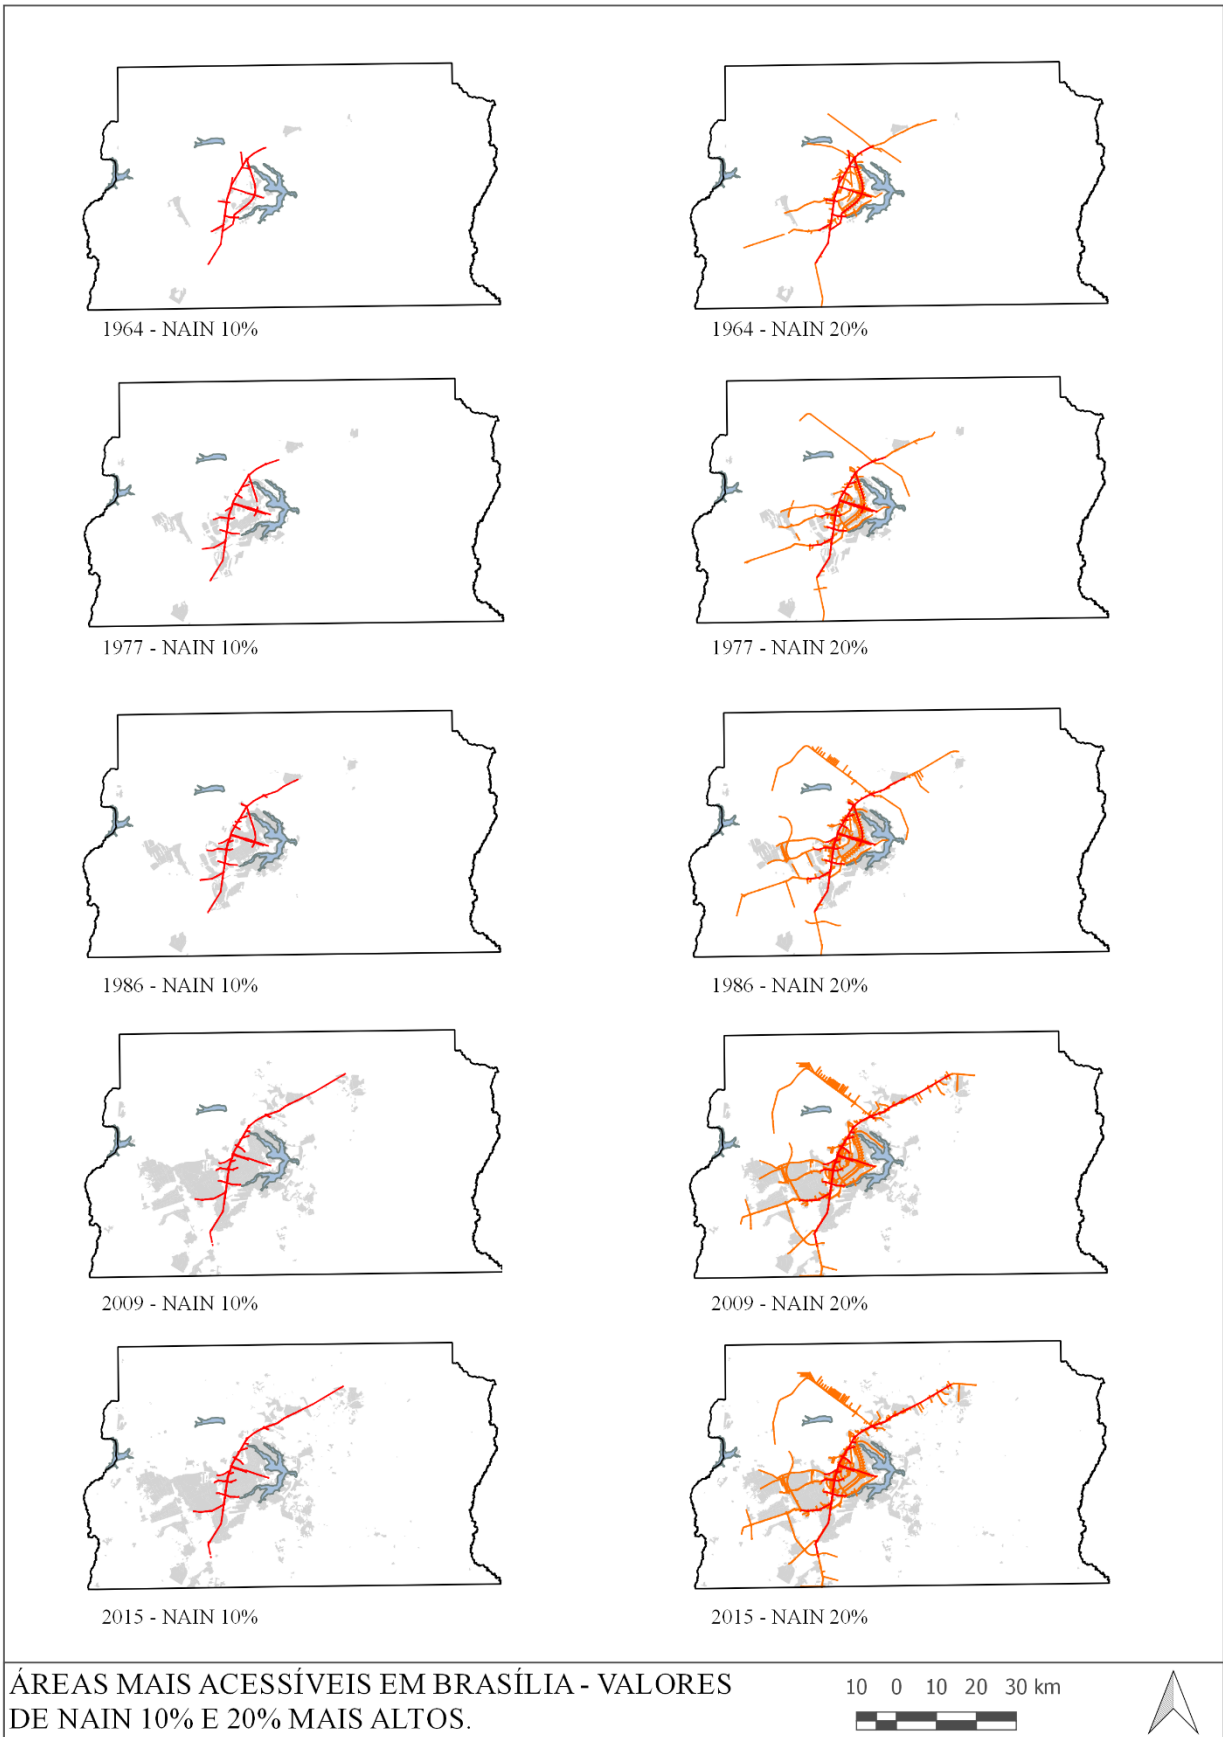 1964 - NAIN 10%
1964 - NAIN 20%
1977 - NAIN 10%
1977 - NAIN 20%
1986 - NAIN 10%
1986 - NAIN 20%
2009 - NAIN 10%
2009 - NAIN 20%
2015 - NAIN 10%
2015 - NAIN 20%
ÁREAS MAIS ACESSÍVEIS EM BRASÍLIA - VALORES
DE NAIN 10% E 20% MAIS ALTOS.
10 0 10 20 30 km